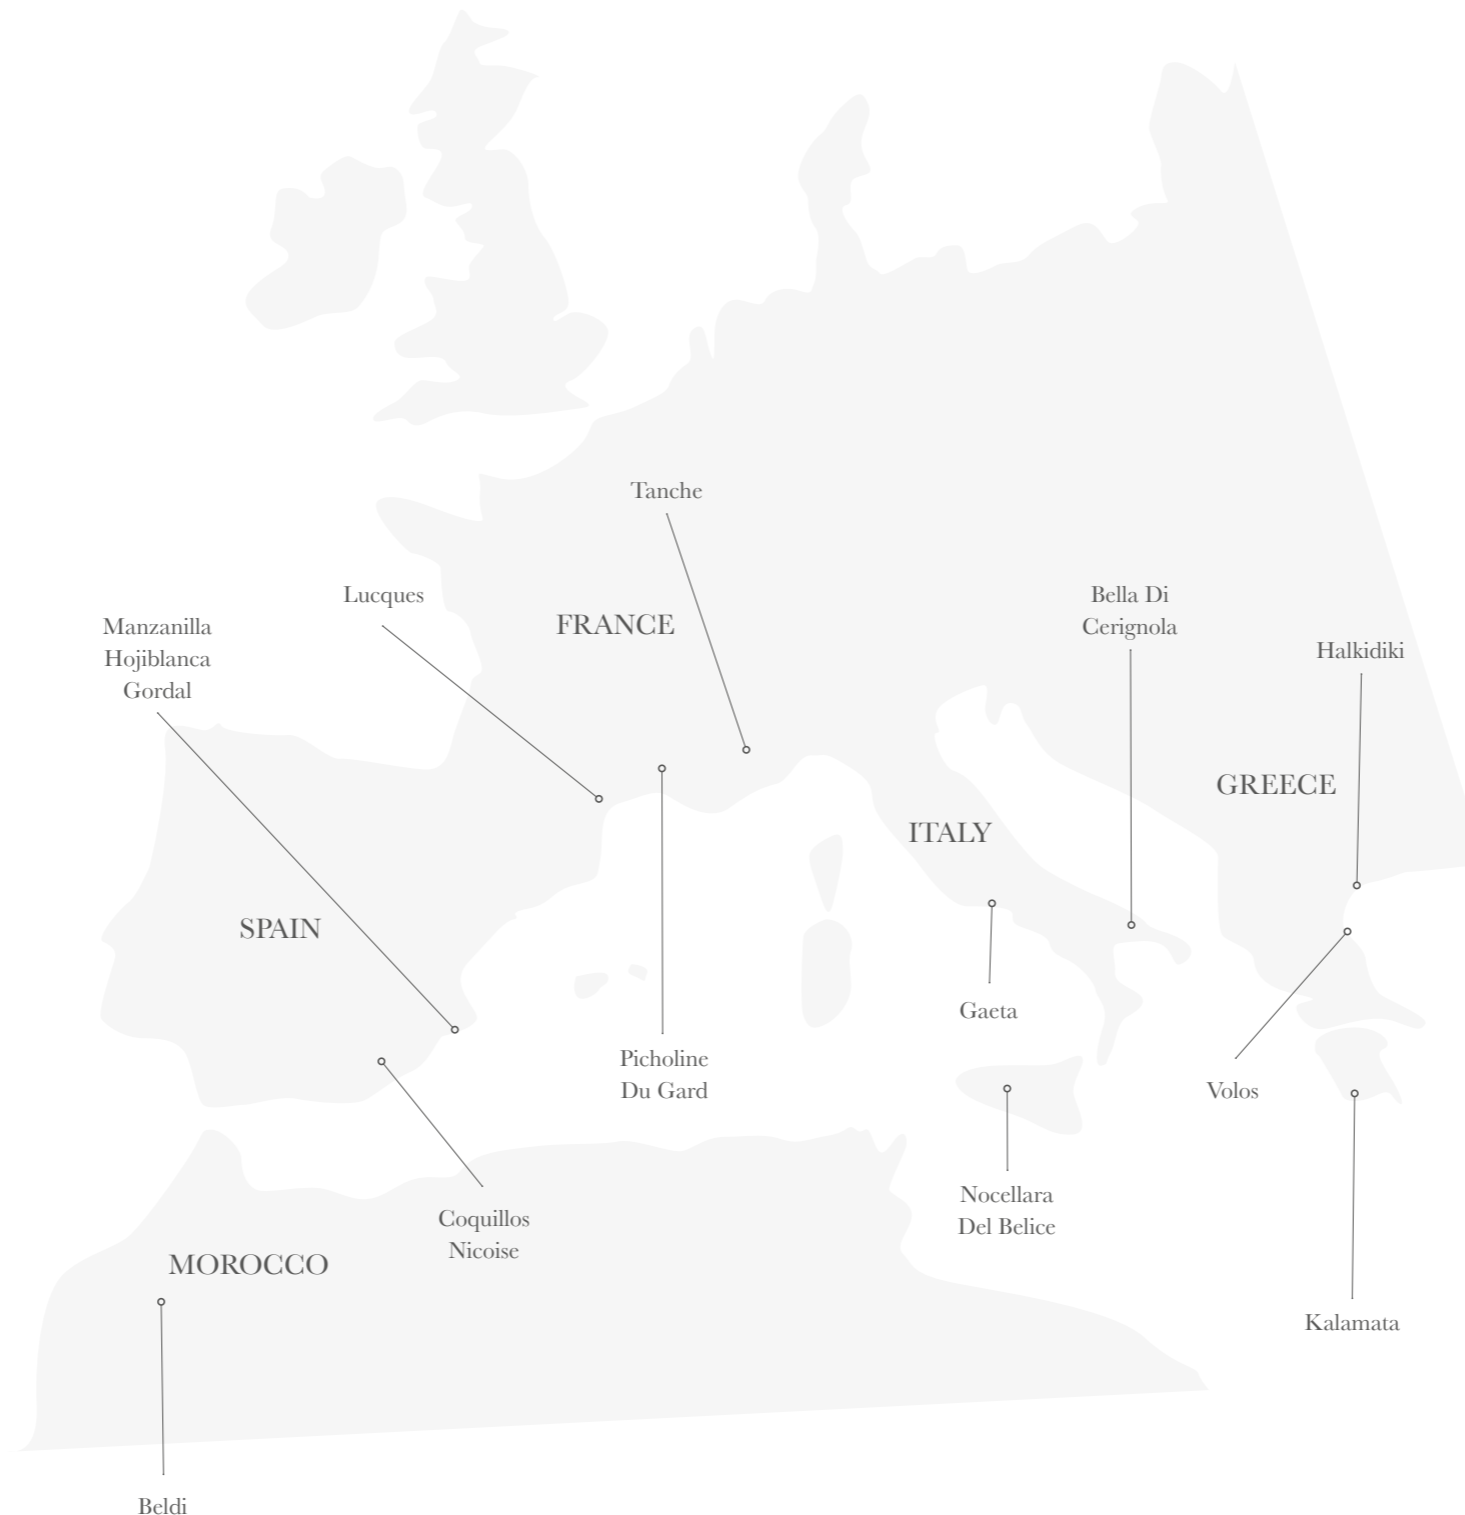 Tanche
Lucques
FRANCE
Manzanilla
Hojiblanca
Gordal
Bella Di
Cerignola
Halkidiki
GREECE
ITALY
SPAIN
Gaeta
Picholine
Du Gard
Volos
Nocellara
Del Belice
Coquillos
Nicoise
MOROCCO
Kalamata
Beldi